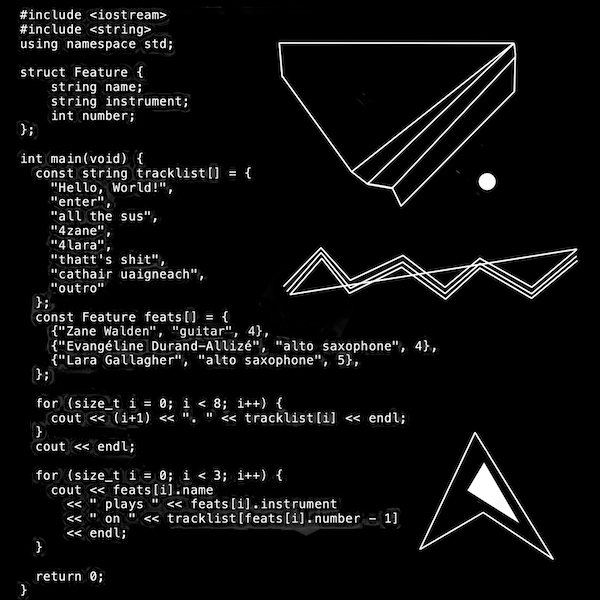 #include <iostream>
#include <string>
using namespace std;
struct Feature {
string name;
string instrument;
int number;
};
int main(void) {
const string tracklist[] = {
"Hello, World!",
"enter",
"all the sus",
"4zane",
"4lara",
"thatt's shit",
"cathair uaigneach",
"outro"
};
const Feature feats[] = {
{"Zane Walden", "guitar", 4},
{"Evangéline Durand-Allizé", "alto saxophone", 4},
{"Lara Gallagher", "alto saxophone", 5},
};
for (size_t i = 0; i < 8; i++) {
cout << (i+1) << ". " << tracklist[i] << endl;
}
cout << endl;
for (size_t i = 0; i < 3; i++) {
cout << feats[i].name
<< " plays " << feats[i].instrument
<< " on " << tracklist[feats[i].number - 1]
<< endl;
}
return 0;
}